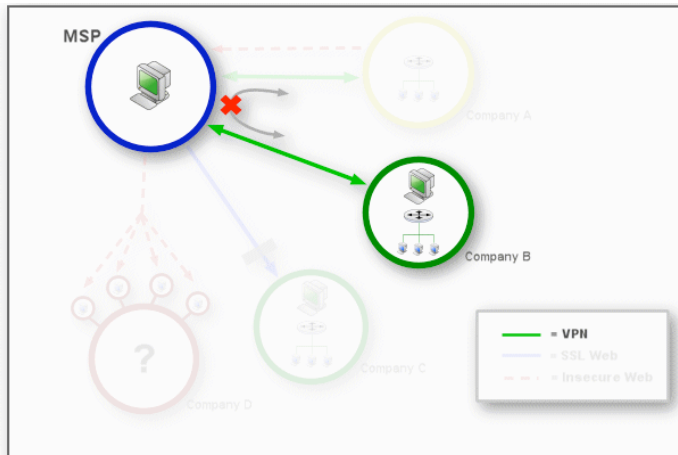 MSP
Company A
Company B
= VPN
= SSL Web
= Insecure Web
Company C
?
Company D